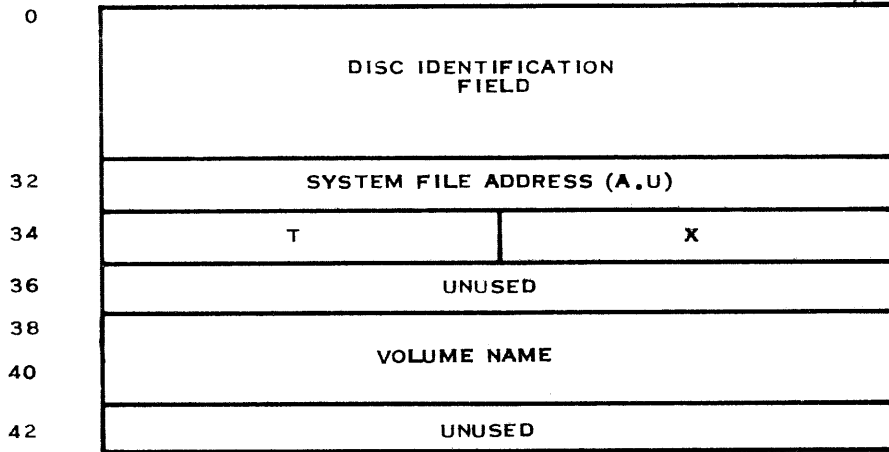 0
DISC IDENTIFICATION
FIELD
32 SYSTEM FILE ADDRESS (A.U)
34 T X
36 UNUSED
38
VOLUME NAME
40
42 UNUSED